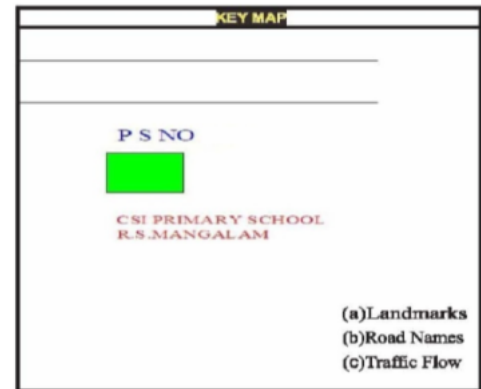 KEY MAP
P S NO
CSI PRIMARY SCHOOL
R.S.MANGALAM
(a)Landmarks
(b)Road Names
(c)Traffic Flow